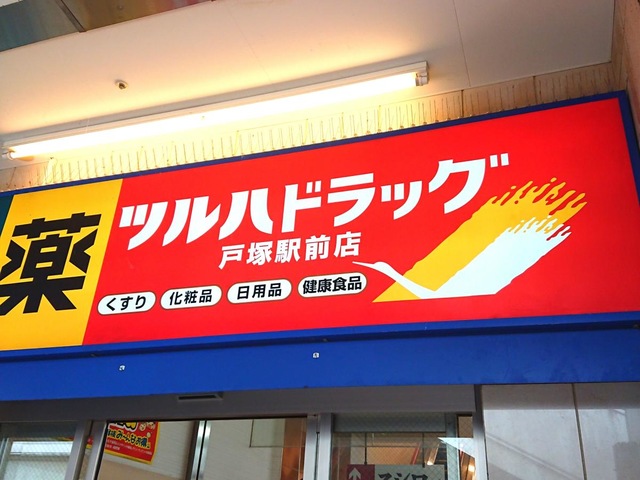 薬
ツルハドラッグ
戸塚駅前店
くすり 化粧品 日用品 健康食品